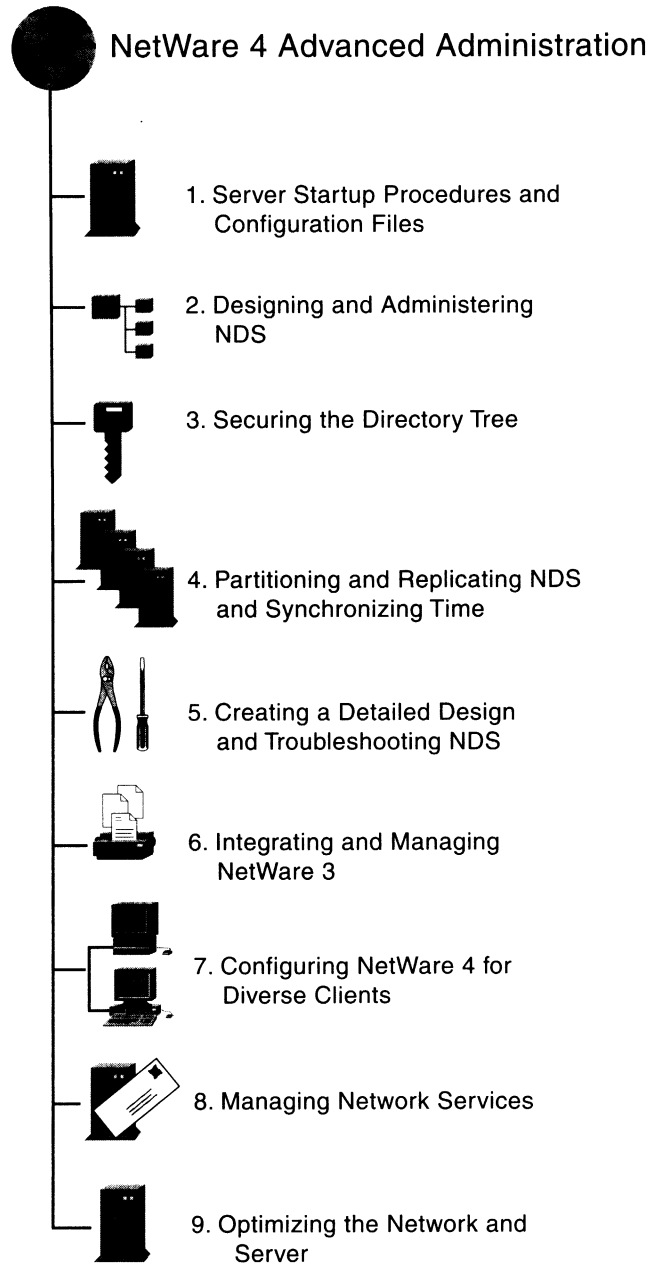 NetWare 4 Advanced Administration
1. Server Startup Procedures and
Configuration Files
2. Designing and Administering
NDS
3. Securing the Directory Tree
4. Partitioning and Replicating NDS
and Synchronizing Time
5. Creating a Detailed Design
and Troubleshooting NDS
6. Integrating and Managing
NetWare 3
7. Configuring NetWare 4 for
Diverse Clients
8. Managing Network Services
9. Optimizing the Network and
Server